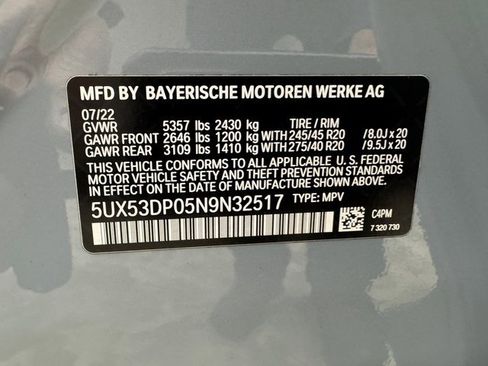 MFD BY BAYERISCHE MOTOREN WERKE AG
07/22
GVWR 5357 lbs 2430 kg TIRE / RIM
GAWR FRONT 2646 lbs 1200 kg WITH 245/45 R20 /8.0J x 20
GAWR REAR 3109 lbs 1410 kg WITH 275/40 R20 /9.5J x 20
THIS VEHICLE CONFORMS TO ALL APPLICABLE U. S. FEDERAL
MOTOR VEHICLE SAFETY AND THEFT PREVENTION STANDARDS
IN EFFECT ON THE DATE OF MANUFACTURE SHOWN ABOVE.
5UX53DP05N9N32517 TYPE: MPV
C4PM
7 320 730